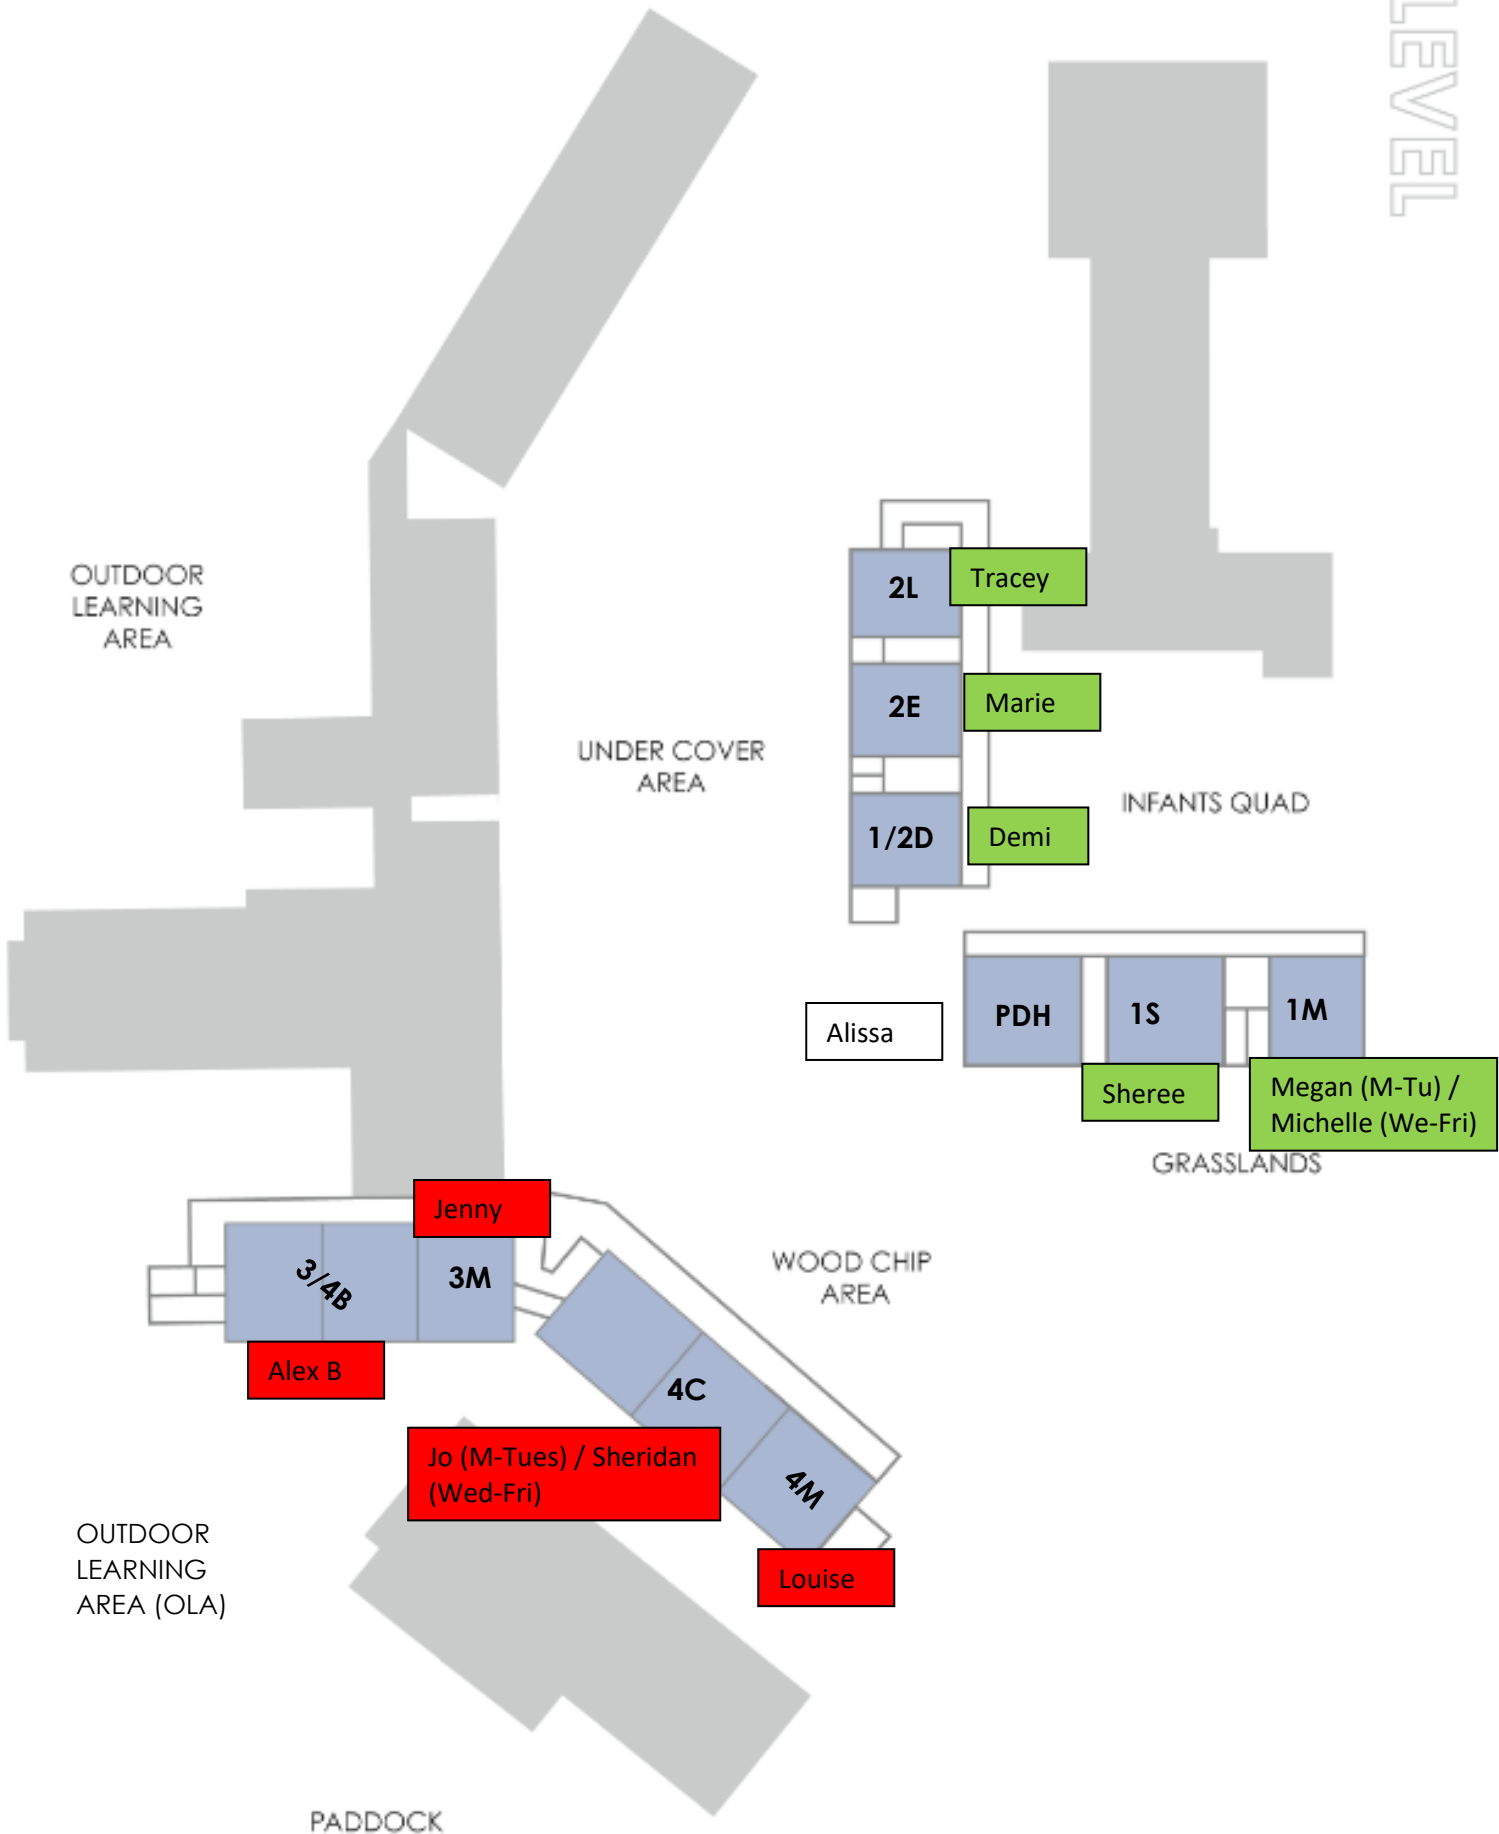 LEVEL
OUTDOOR
LEARNING
AREA
2L
Tracey
2E
Marie
UNDER COVER
AREA
INFANTS QUAD
1/2D
Demi
Alissa
PDH
1S
1M
Sheree
Megan (M-Tu) /
Michelle (We-Fri)
GRASSLANDS
Jenny
3/4B
3M
WOOD CHIP
AREA
Alex B
4C
Jo (M-Tues) / Sheridan
(Wed-Fri)
4M
OUTDOOR
LEARNING
AREA (OLA)
Louise
PADDOCK